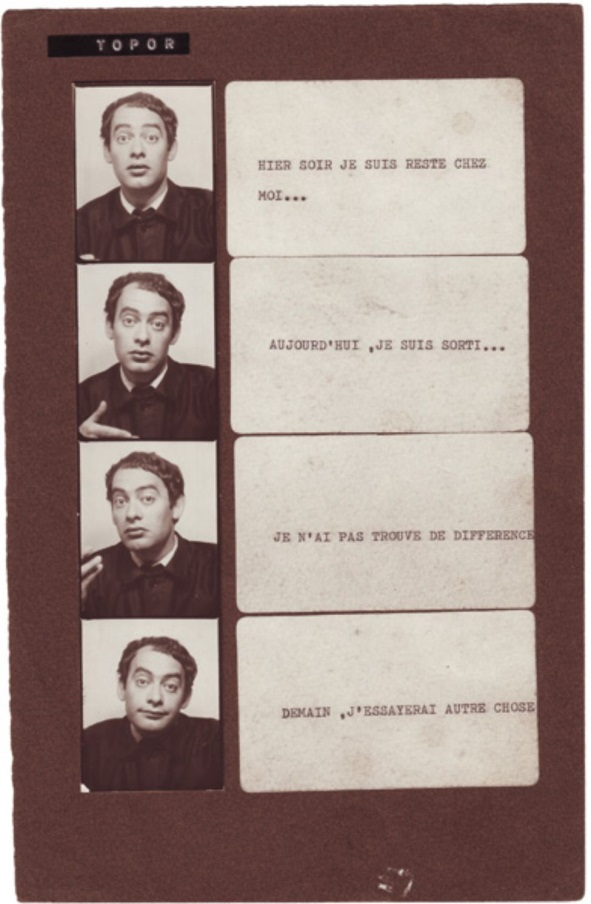 TOPOR
HIER SOIR JE SUIS RESTE CHEZ
MOI...
AUJOURD'HUI ,JE SUIS SORTI...
JE N'AI PAS TROUVE DE DIFFERENCE
DEMAIN ,J'ESSAYERAI AUTRE CHOSE